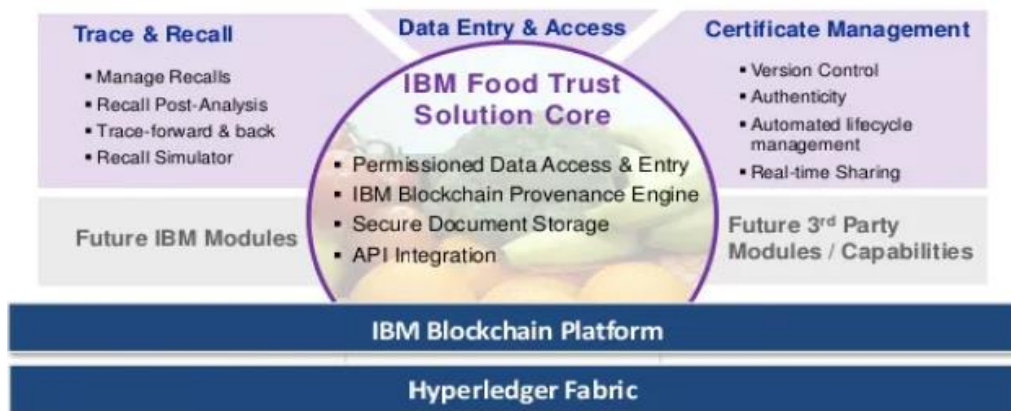 Trace & Recall
▪ Manage Recalls
▪ Recall Post-Analysis
▪ Trace-forward & back
▪ Recall Simulator
Data Entry & Access
Certificate Management
▪ Version Control
▪ Authenticity
▪ Automated lifecycle
management
▪ Real-time Sharing
IBM Food Trust
Solution Core
▪ Permissioned Data Access & Entry
▪ IBM Blockchain Provenance Engine
▪ Secure Document Storage
▪ API Integration
Future IBM Modules
Future 3rd Party
Modules / Capabilities
IBM Blockchain Platform
Hyperledger Fabric